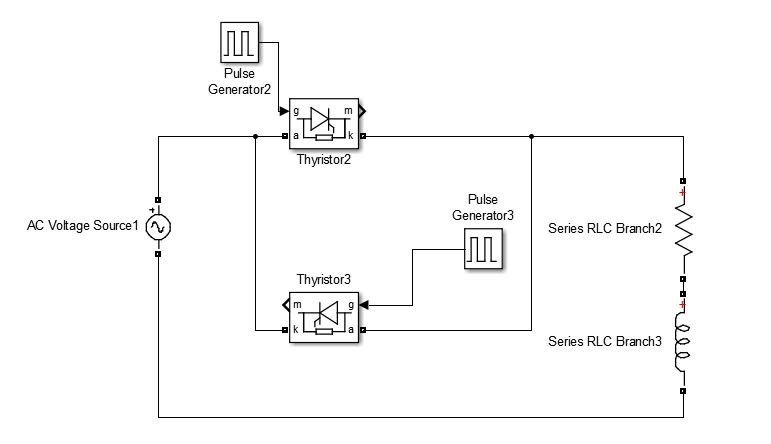 Pulse
Generator2
g m
a k
Thyristor2
AC Voltage Source1
+
Pulse
Generator3
Thyristor3
m g
k a
+
Series RLC Branch2
+
Series RLC Branch3